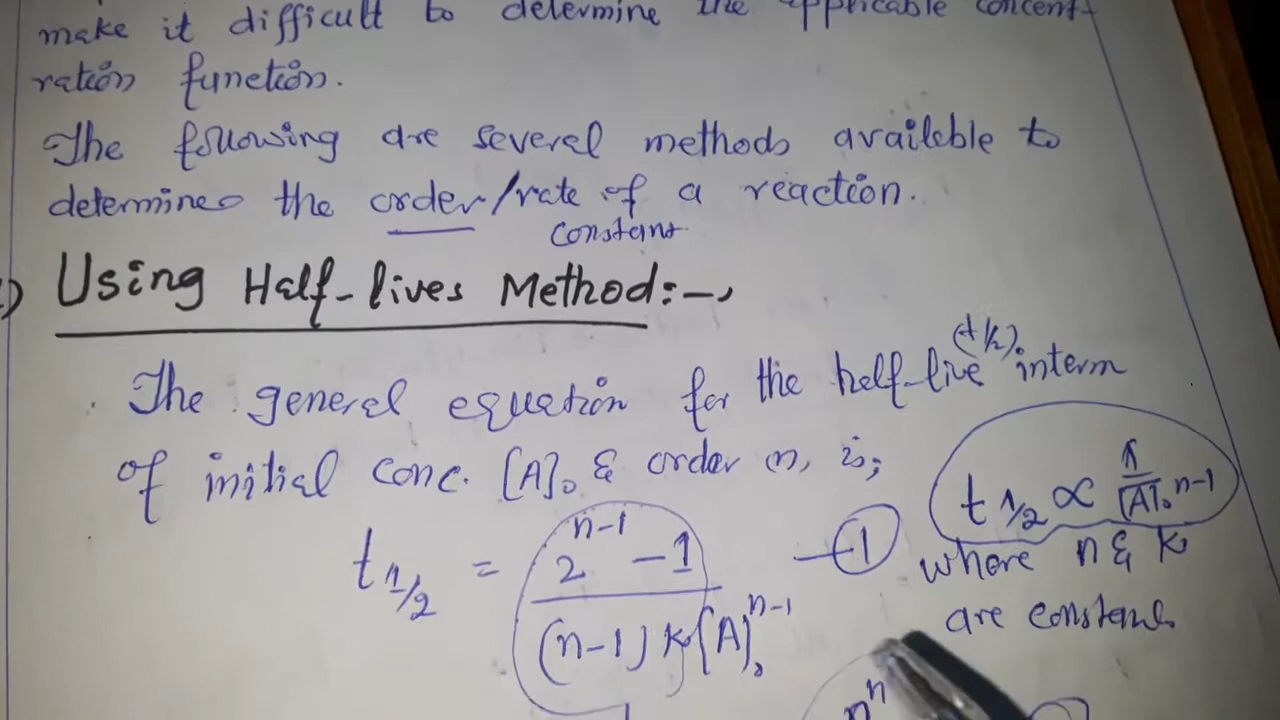 make it difficult to determine the applicable concent-
ration function.
The following are several methods available to
determines the order/rate of a reaction.
constant
Using Half-lives Method:-
The general equation for the half-live (t½) interm
of initial conc. [A]₀ & order n, is;
t 1/2 ∝ 1/[A]₀ⁿ⁻¹
t 1/2 = (2ⁿ⁻¹ - 1)/((n-1) k [A]₀ⁿ⁻¹) — ①
where n & k
are constant